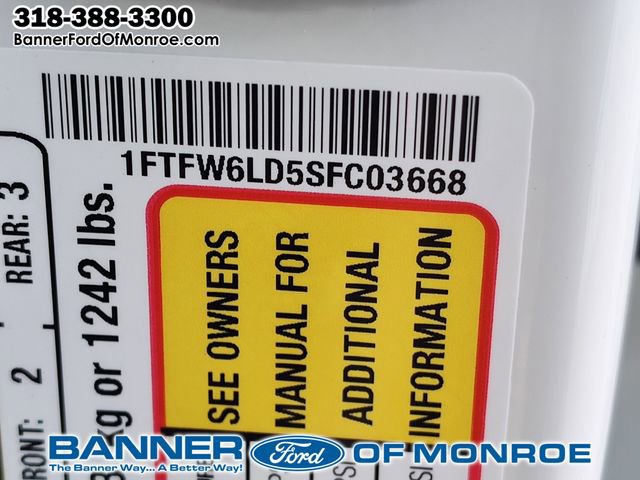 318-388-3300
BannerFordOfMonroe.com
1FTFW6LD5SFC03668
REAR: 3
2
kg or 1242 lbs.
SEE OWNERS
MANUAL FOR
ADDITIONAL
INFORMATION
BANNER Ford OF MONROE
The Banner Way... A Better Way!